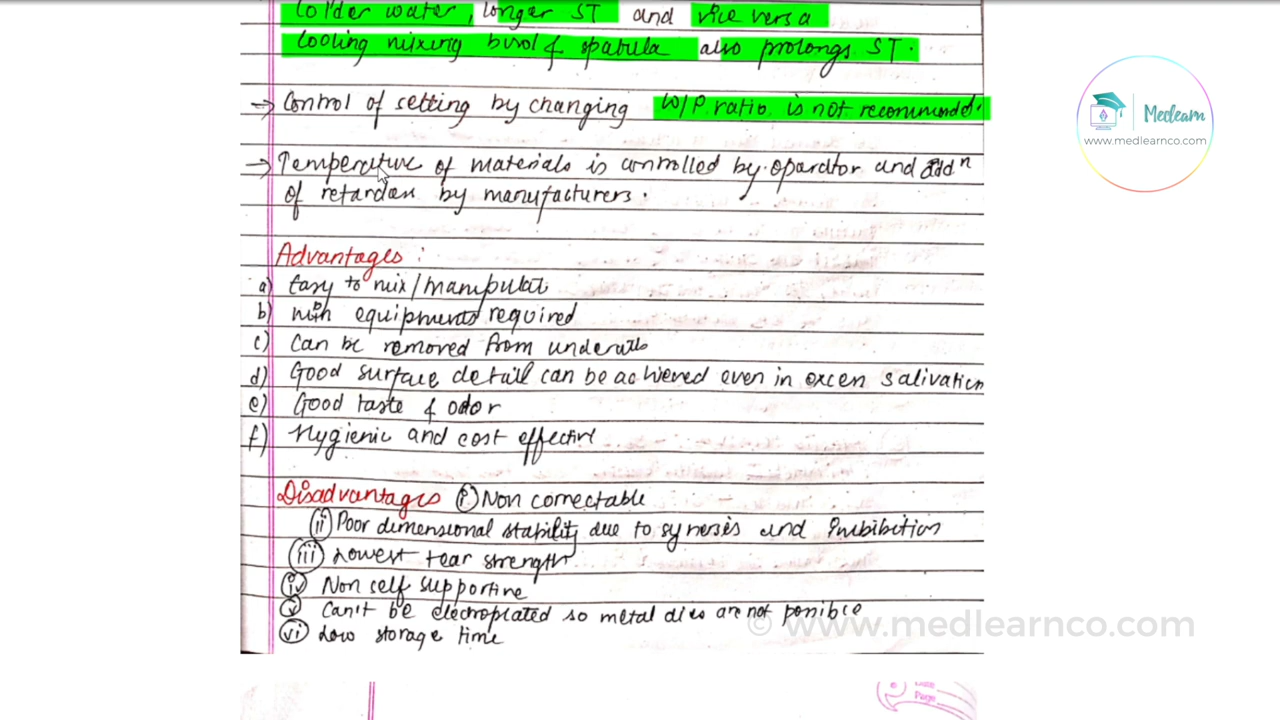 Colder water, longer ST and vice versa
Cooling mixing bowl & spatula also prolongs ST.
→ Control of setting by changing W/P ratio is not recommended.
→ Temperature of materials is controlled by operator and addⁿ
of retarders by manufacturers.
Advantages :
a) Easy to mix/manipulate
b) min equipments required
c) Can be removed from undercuts
d) Good surface detail can be achieved even in excess salivation
e) Good taste & odor
f) Hygienic and cost effective
Disadvantages (i) Non correctable
(ii) Poor dimensional stability due to synersis and Imbibition
(iii) Lowest tear strength
(iv) Non self supportive
(v) Can't be electroplated so metal dies are not possible
(vi) Low storage time
Medlearn
www.medlearnco.com
© www.medlearnco.com
Page